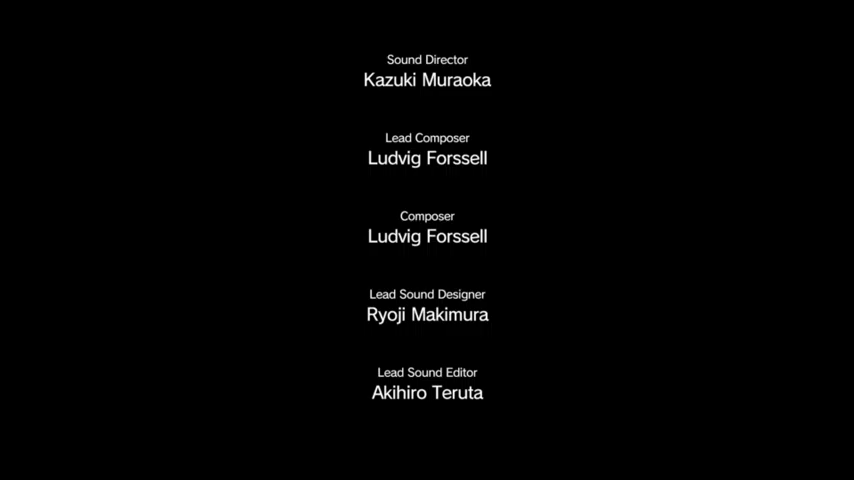 Sound Director
Kazuki Muraoka
Lead Composer
Ludvig Forssell
Composer
Ludvig Forssell
Lead Sound Designer
Ryoji Makimura
Lead Sound Editor
Akihiro Teruta